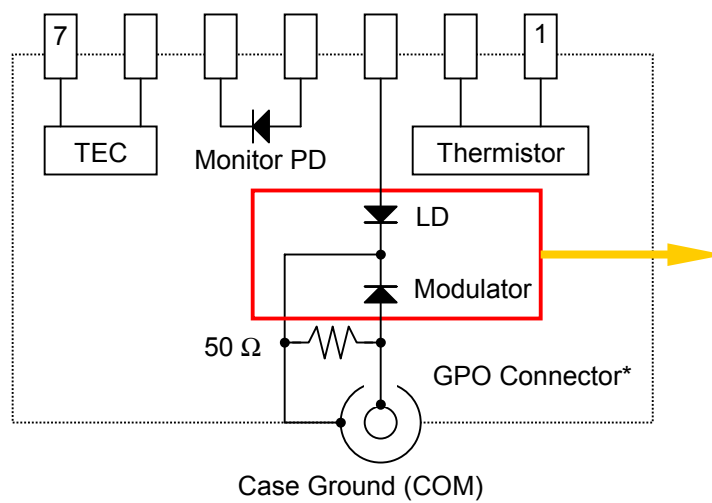 7
1
TEC
Monitor PD
Thermistor
LD
Modulator
50 Ω
GPO Connector*
Case Ground (COM)